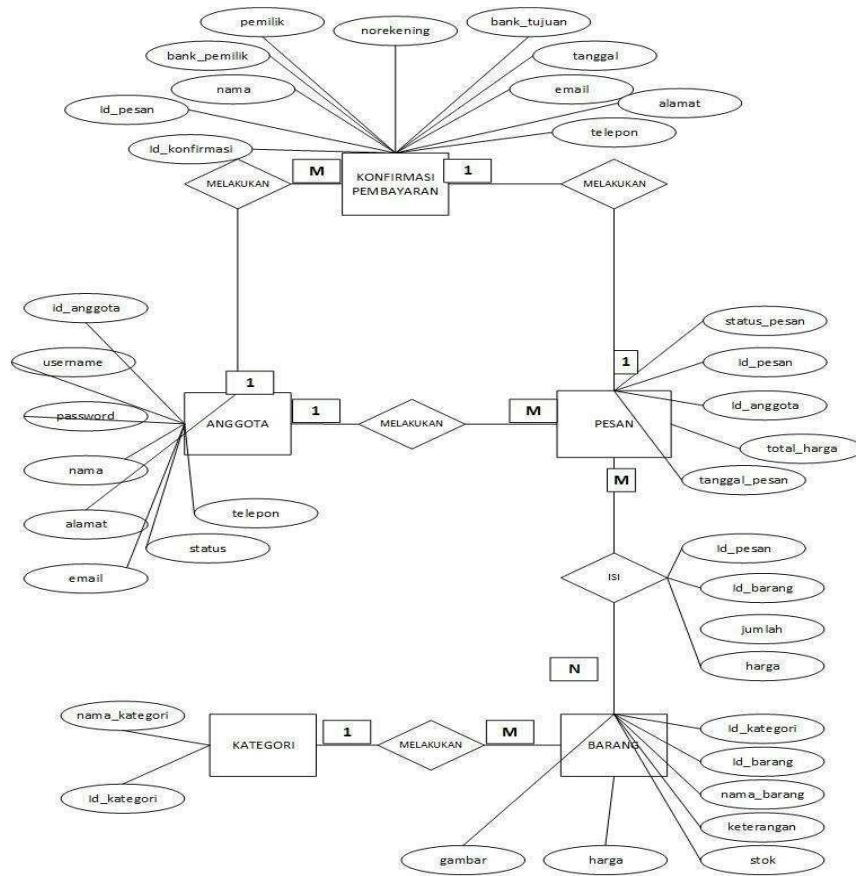 pemilik
norekening
bank_tujuan
bank_pemilik
tanggal
nama
email
Id_pesan
alamat
telepon
Id_konfirmasi
MELAKUKAN
M
KONFIRMASI
PEMBAYARAN
1
MELAKUKAN
id_anggota
status_pesan
username
Id_pesan
1
1
password
ANGGOTA
1
MELAKUKAN
M
PESAN
Id_anggota
total_harga
nama
tanggal_pesan
M
alamat
telepon
status
email
Id_pesan
ISI
Id_barang
jumlah
harga
N
nama_kategori
KATEGORI
1
MELAKUKAN
M
BARANG
Id_kategori
Id_barang
Id_kategori
nama_barang
keterangan
gambar
harga
stok